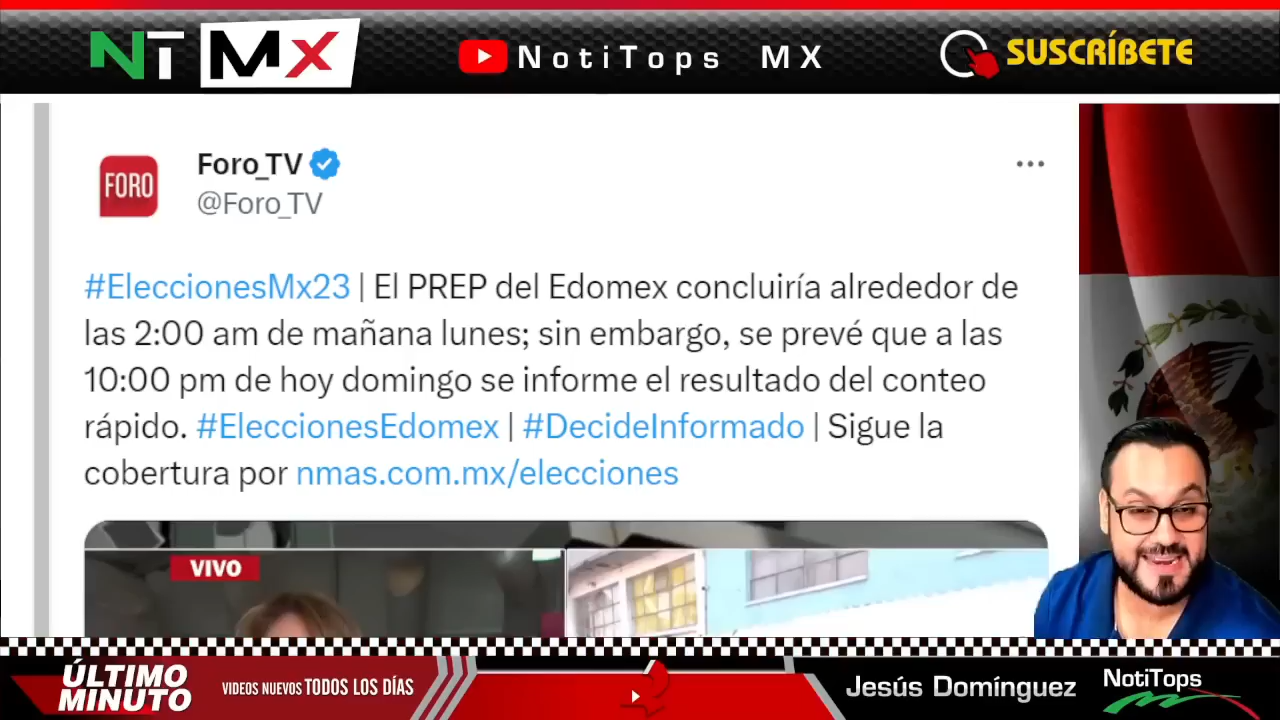 NT MX
NotiTops MX
SUSCRÍBETE
FORO
Foro_TV
@Foro_TV
#EleccionesMx23 | El PREP del Edomex concluiría alrededor de
las 2:00 am de mañana lunes; sin embargo, se prevé que a las
10:00 pm de hoy domingo se informe el resultado del conteo
rápido. #EleccionesEdomex | #DecideInformado | Sigue la
cobertura por nmas.com.mx/elecciones
VIVO
ÚLTIMO
MINUTO
VIDEOS NUEVOS TODOS LOS DÍAS
Jesús Domínguez
NotiTops